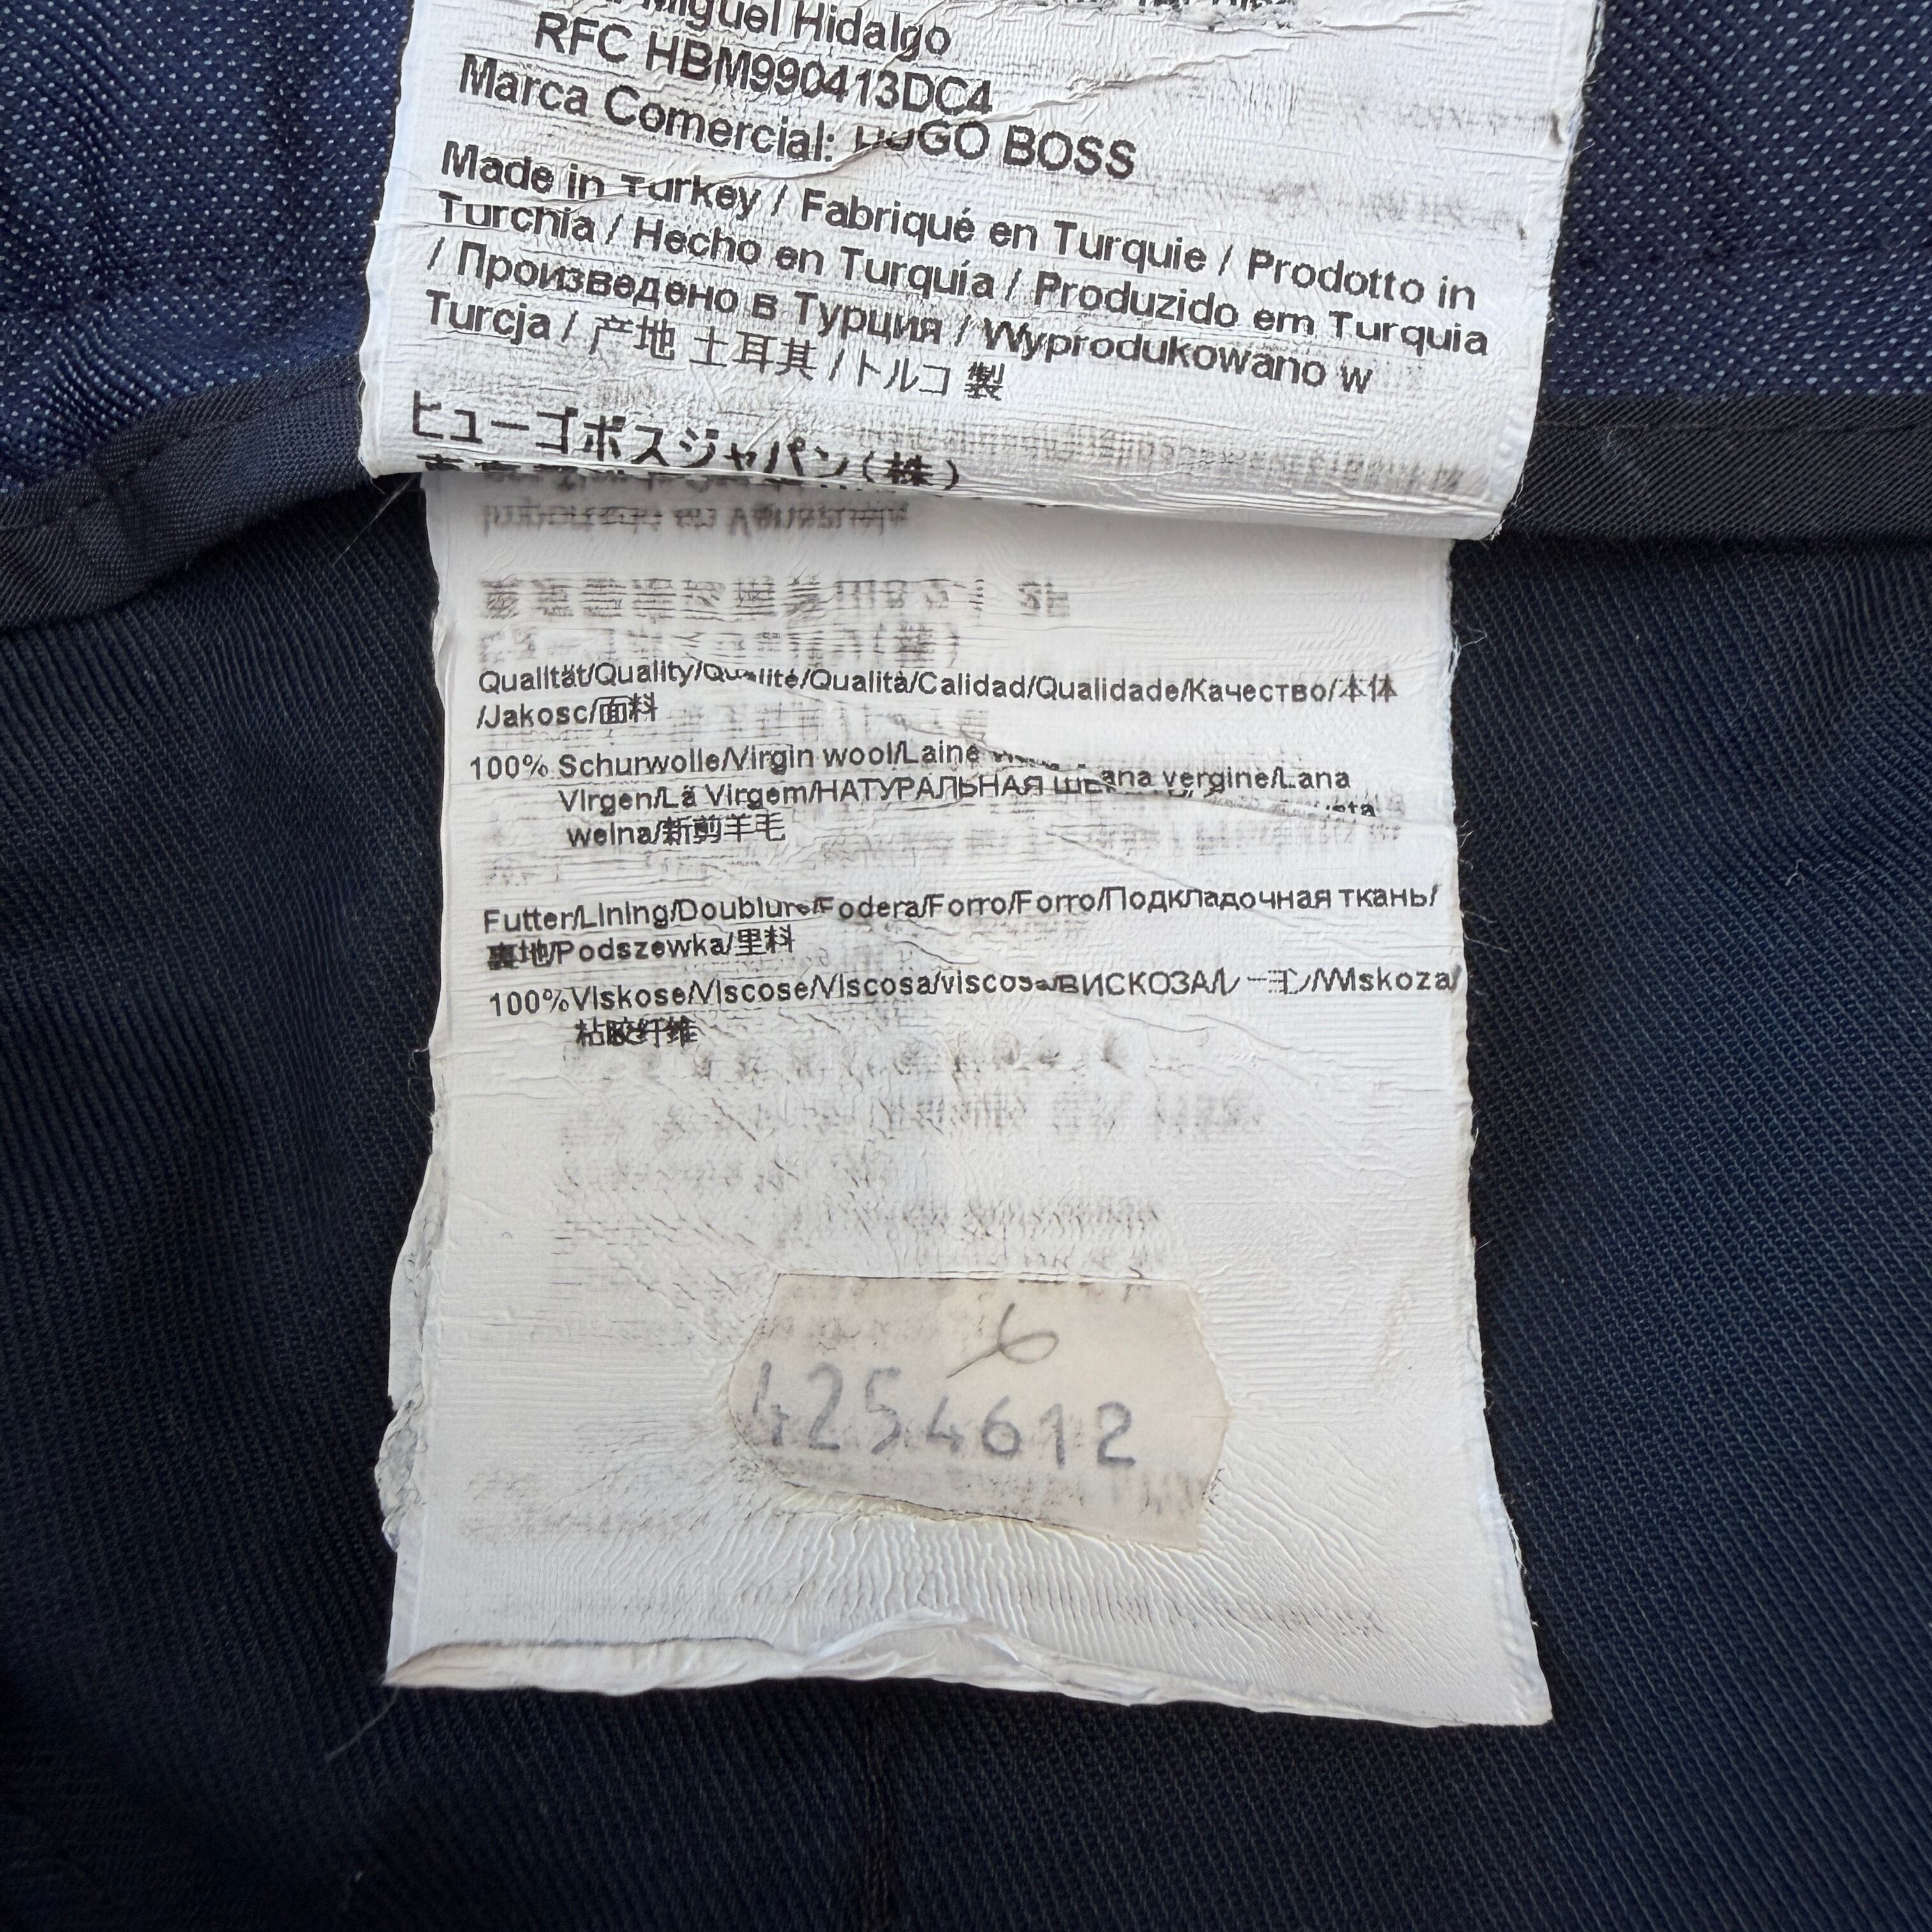 Miguel Hidalgo
RFC HBM990413DC4
Marca Comercial: HUGO BOSS
Made in Turkey / Fabriqué en Turquie / Prodotto in
Turchia / Hecho en Turquía / Produzido em Turquia
/ Произведено в Турция / Wyprodukowano w
Turcja / 产地 土耳其 / トルコ 製
ヒューゴボスジャパン(株)
Qualität/Quality/Qualité/Qualità/Calidad/Qualidade/Качество/本体
/Jakosc/面料
100% Schurwolle/Virgin wool/Laine vergine/Lana
Virgen/Lã Virgem/НАТУРАЛЬНАЯ
welna/新剪羊毛
Futter/Lining/Doublure/Fodera/Forro/Forro/Подкладочная ткань/
裏地/Podszewka/里料
100%Viskose/Viscose/Viscosa/viscosa/ВИСКОЗА/レーヨン/Wiskoza/
粘胶纤维
6
4254612